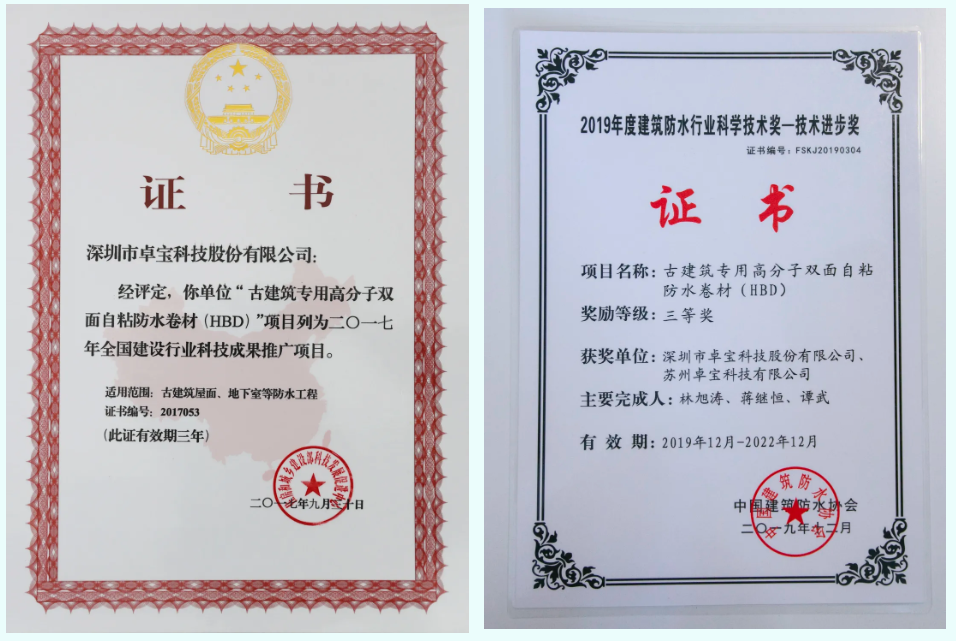 证 书
深圳市卓宝科技股份有限公司：
经评定，你单位“古建筑专用高分子双
面自粘防水卷材（HBD）”项目列为二〇一七
年全国建设行业科技成果推广项目。
适用范围：古建筑屋面、地下室等防水工程
证书编号：2017053
（此证有效期三年）
二〇一七年九月三十日
2019年度建筑防水行业科学技术奖—技术进步奖
证书编号：FSKJ20190304
证 书
项目名称：古建筑专用高分子双面自粘
防水卷材（HBD）
奖励等级：三等奖
获奖单位：深圳市卓宝科技股份有限公司、
苏州卓宝科技有限公司
主要完成人：林旭涛、蒋继恒、谭武
有 效 期：2019年12月-2022年12月
中国建筑防水协会
中国建筑防水协会
二〇一九年十二月